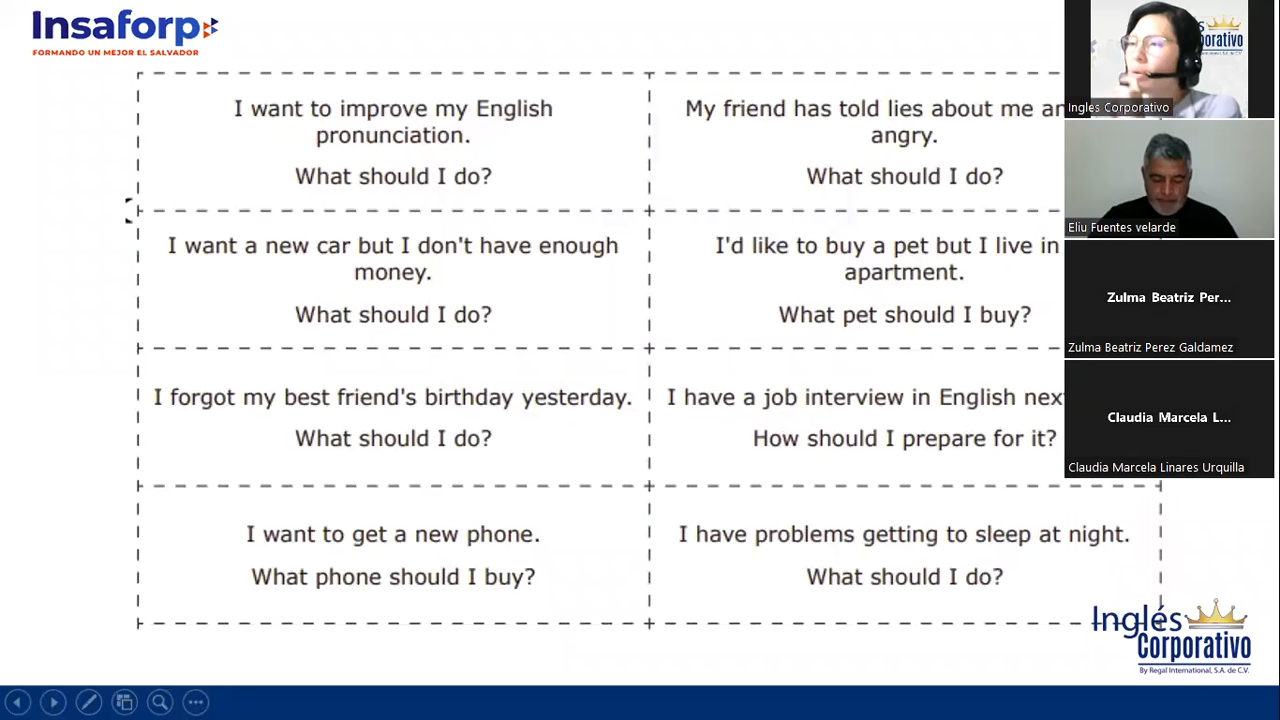 Insaforp
FORMANDO UN MEJOR EL SALVADOR
I want to improve my English
pronunciation.
What should I do?
My friend has told lies about me an
angry.
What should I do?
I want a new car but I don't have enough
money.
What should I do?
I'd like to buy a pet but I live in
apartment.
What pet should I buy?
I forgot my best friend's birthday yesterday.
What should I do?
I have a job interview in English nex
How should I prepare for it?
I want to get a new phone.
What phone should I buy?
I have problems getting to sleep at night.
What should I do?
orporativo
Ingles Corporativo
Eliu Fuentes velarde
Zulma Beatriz Per...
Zulma Beatriz Perez Galdamez
Claudia Marcela L...
Claudia Marcela Linares Urquilla
Inglés
Corporativo
By Regal International, S.A. de C.V.